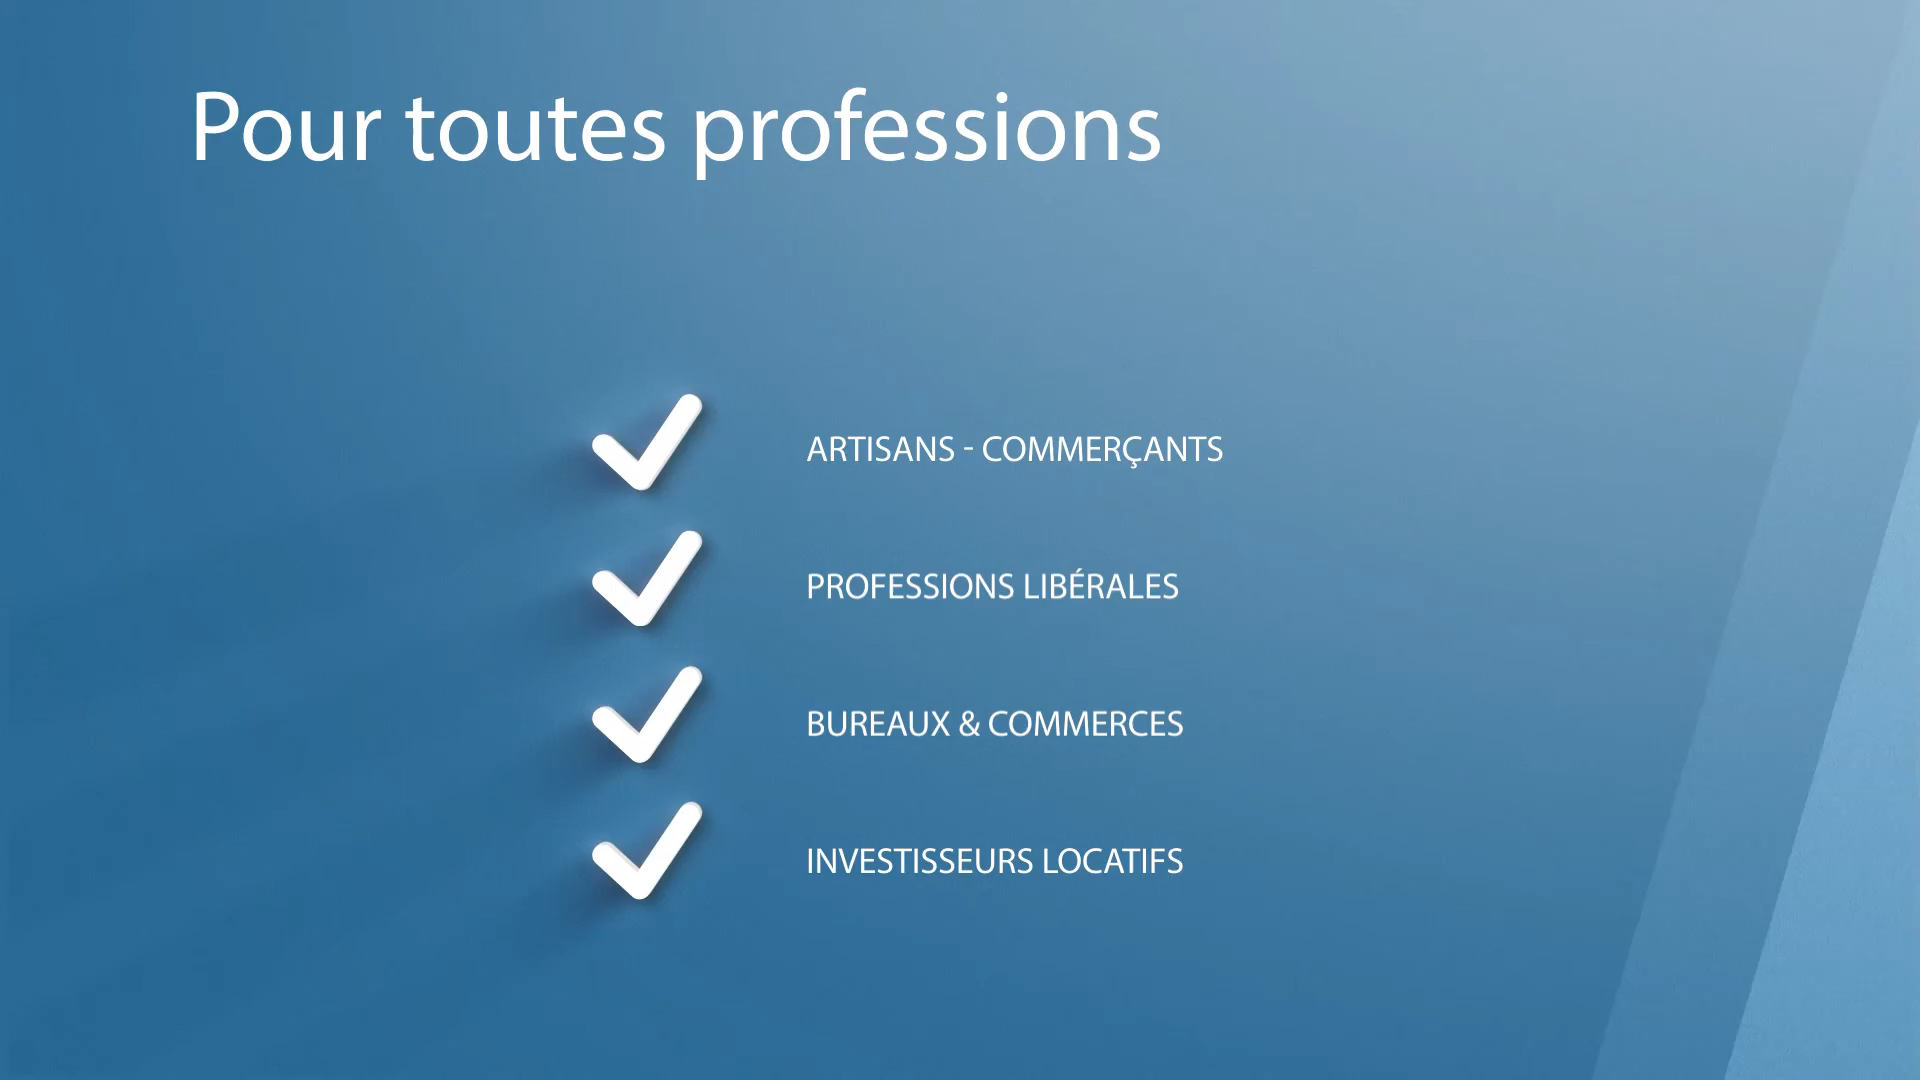 Pour toutes professions
ARTISANS - COMMERÇANTS
PROFESSIONS LIBÉRALES
BUREAUX & COMMERCES
INVESTISSEURS LOCATIFS